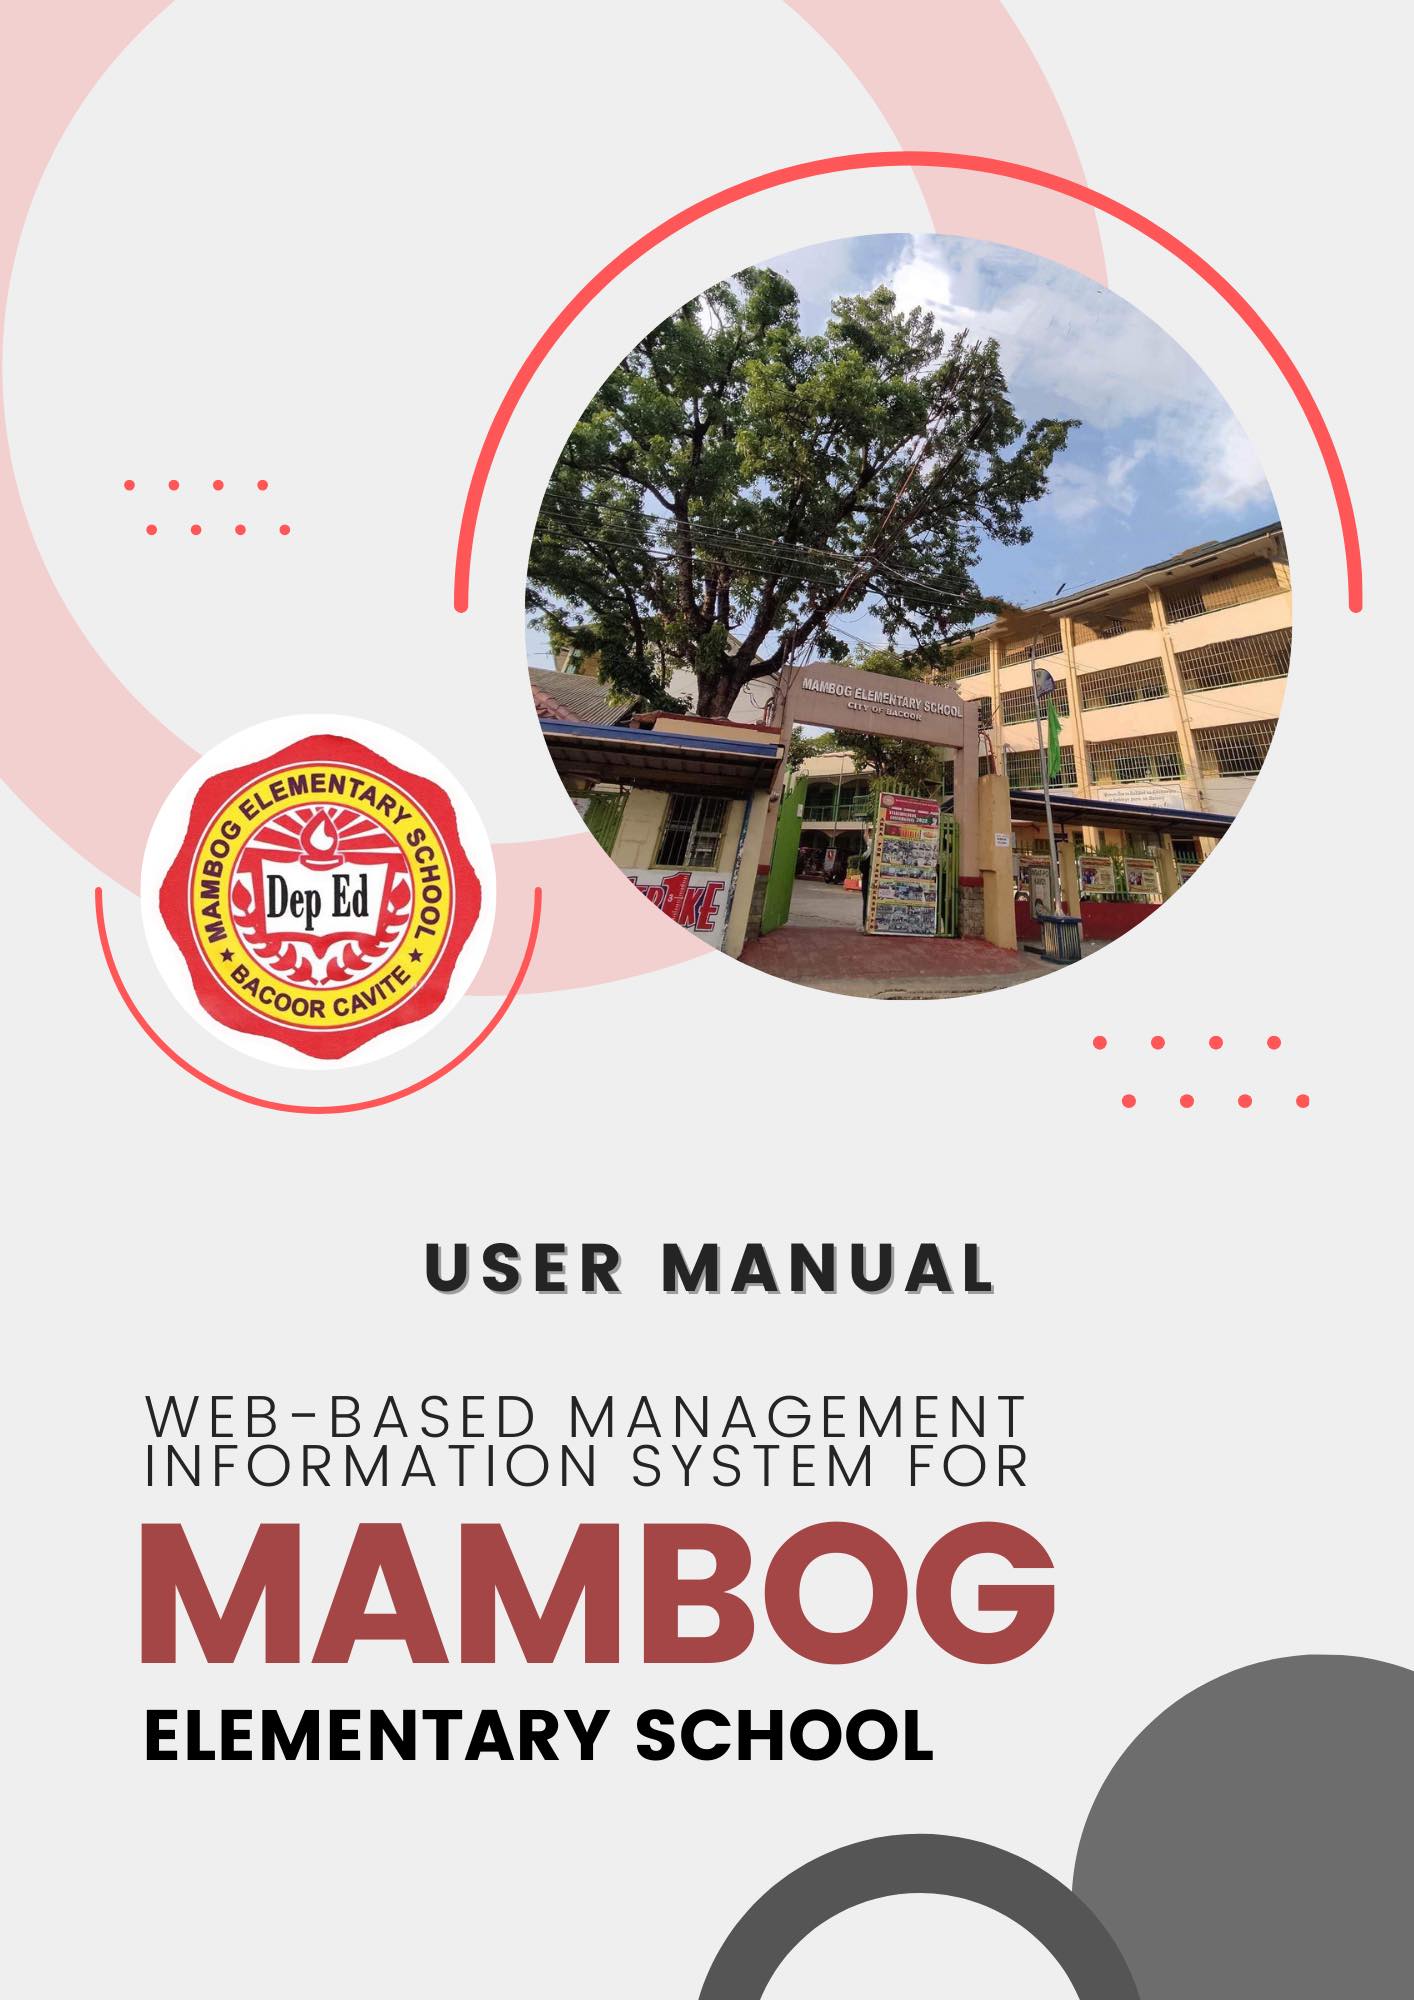 MAMBOG ELEMENTARY SCHOOL
CITY OF BACOOR
MAMBOG ELEMENTARY SCHOOL
Dep Ed
★ BACOOR CAVITE ★
USER MANUAL
WEB-BASED MANAGEMENT
INFORMATION SYSTEM FOR
MAMBOG
ELEMENTARY SCHOOL